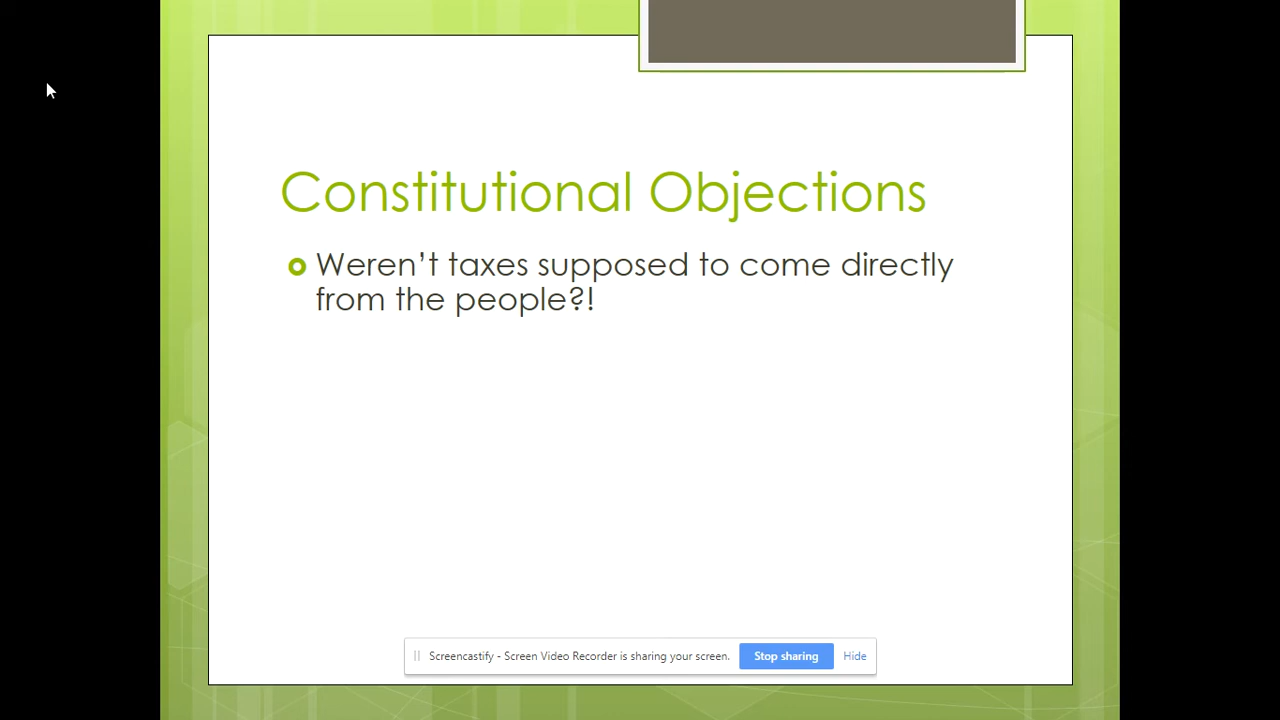 Constitutional Objections
Weren’t taxes supposed to come directly
from the people?!
Screencastify - Screen Video Recorder is sharing your screen. Stop sharing Hide